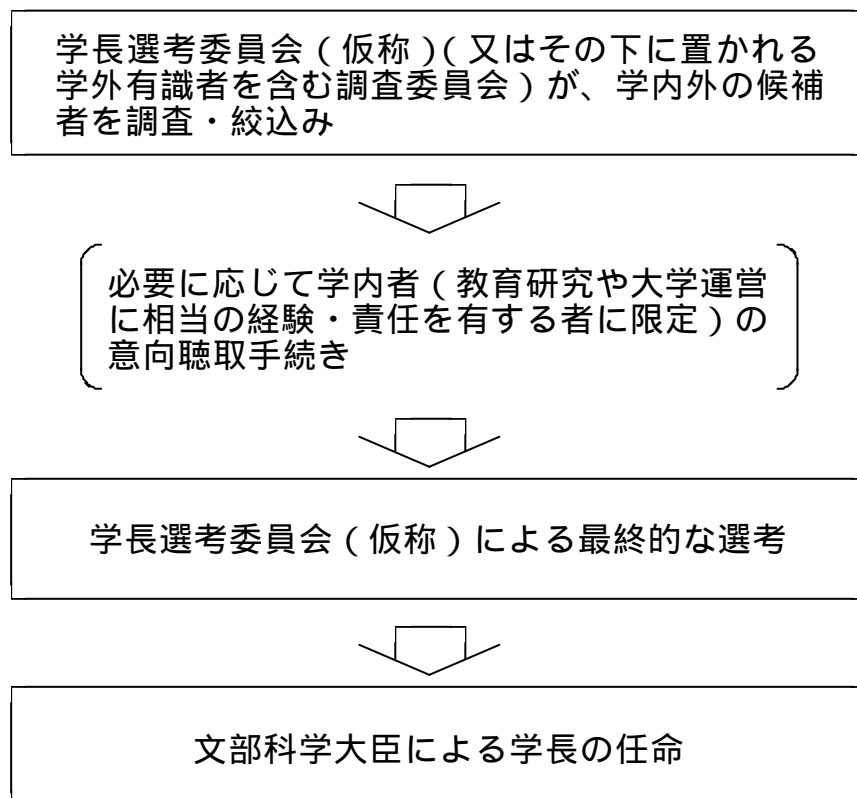 学長選考委員会（仮称）（又はその下に置かれる
学外有識者を含む調査委員会）が、学内外の候補
者を調査・絞込み
必要に応じて学内者（教育研究や大学運営
に相当の経験・責任を有する者に限定）の
意向聴取手続き
学長選考委員会（仮称）による最終的な選考
文部科学大臣による学長の任命